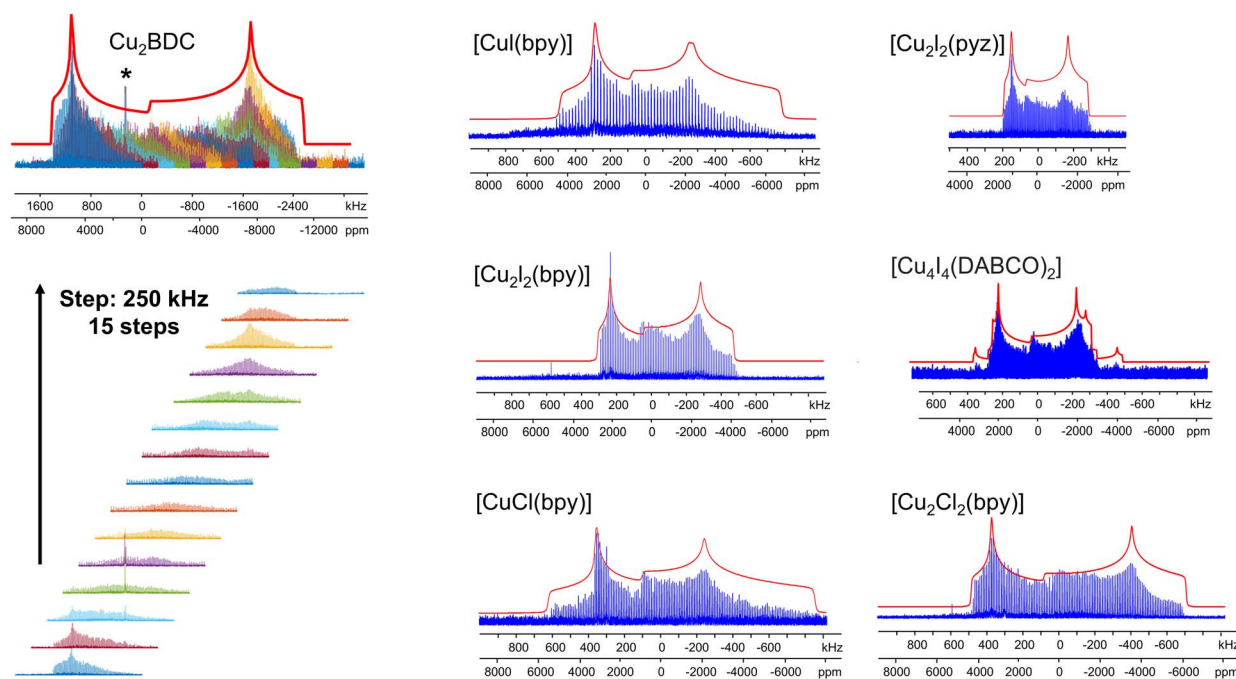 Cu₂BDC
*
1600 800 0 -800 -1600 -2400 kHz
8000 4000 0 -4000 -8000 -12000 ppm
Step: 250 kHz
15 steps
[CuI(bpy)]
800 600 400 200 0 -200 -400 -600 kHz
9000 8000 6000 4000 2000 0 -2000 -4000 -6000 ppm
[Cu₂I₂(pyz)]
400 200 0 -200 kHz
4000 2000 0 -2000 ppm
[Cu₂I₂(bpy)]
800 600 400 200 0 -200 -400 -600 kHz
9000 8000 6000 4000 2000 0 -2000 -4000 -6000 ppm
[Cu₄I₄(DABCO)₂]
600 400 200 0 -200 -400 -600 kHz
4000 2000 0 -2000 -4000 -6000 ppm
[CuCl(bpy)]
800 600 400 200 0 -200 -400 -600 kHz
9000 8000 6000 4000 2000 0 -2000 -4000 -6000 ppm
[Cu₂Cl₂(bpy)]
800 600 400 200 0 -200 -400 -600 kHz
9000 8000 6000 4000 2000 0 -2000 -4000 -6000 ppm